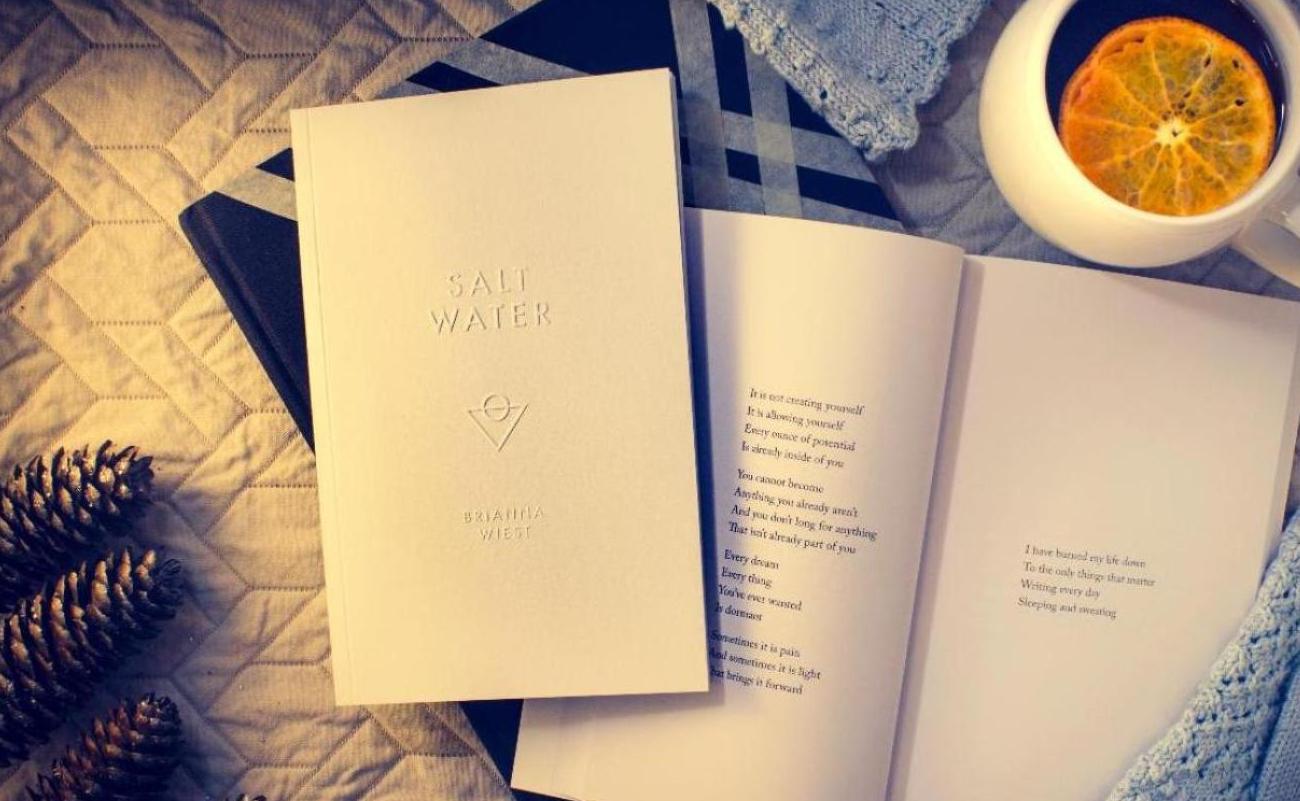 SALT
WATER
BRIANNA
WIEST
It is not creating yourself
It is allowing yourself
Every ounce of potential
Is already inside of you
You cannot become
Anything you already aren't
And you don't long for anything
That isn't already part of you
Every dream
Every thing
You've ever wanted
Is dormant
Sometimes it is pain
And sometimes it is light
That brings it forward
I have burned my life down
To the only things that matter
Writing every day
Sleeping and sweating